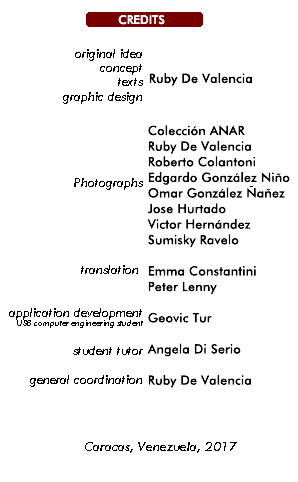 CREDITS
original idea
concept
texts
graphic design
Ruby De Valencia
Photographs
Colección ANAR
Ruby De Valencia
Roberto Colantoni
Edgardo González Niño
Omar González Ñañez
Jose Hurtado
Victor Hernández
Sumisky Ravelo
translation
Emma Constantini
Peter Lenny
application development
USB computer engineering student
Geovic Tur
student tutor
Angela Di Serio
general coordination
Ruby De Valencia
Caracas, Venezuela, 2017